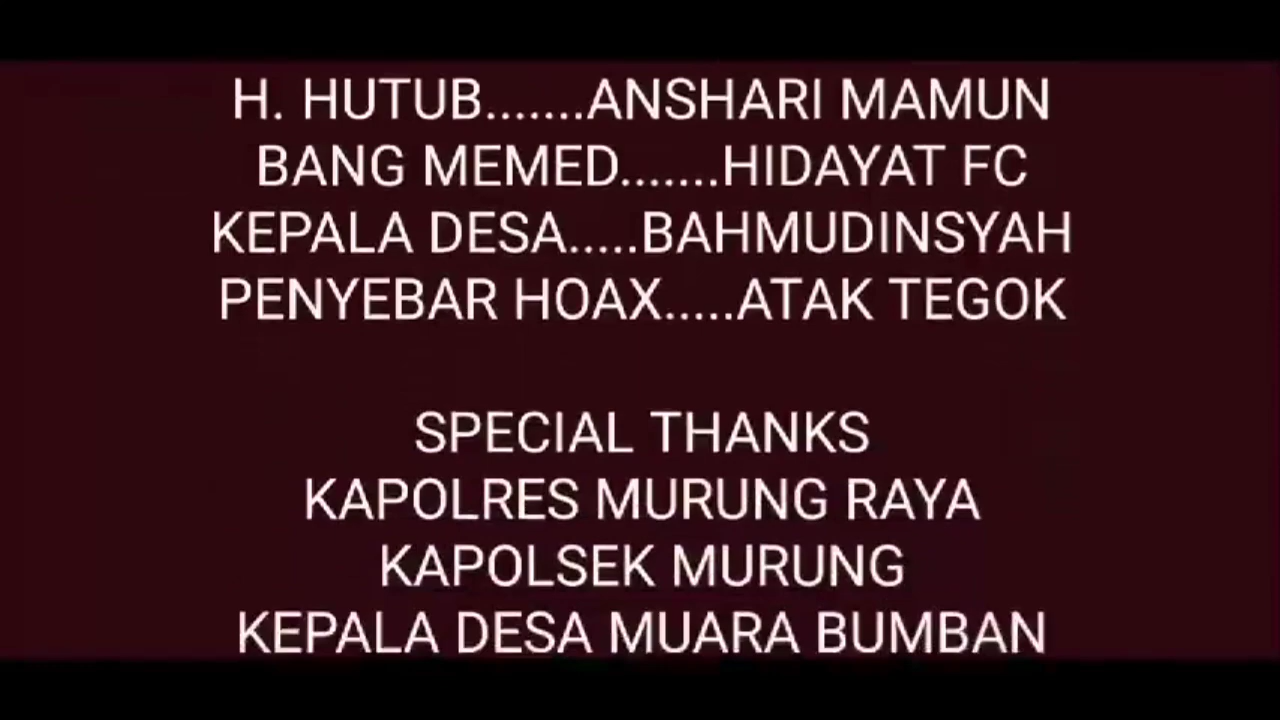 H. HUTUB.......ANSHARI MAMUN
BANG MEMED.......HIDAYAT FC
KEPALA DESA.....BAHMUDINSYAH
PENYEBAR HOAX.....ATAK TEGOK
SPECIAL THANKS
KAPOLRES MURUNG RAYA
KAPOLSEK MURUNG
KEPALA DESA MUARA BUMBAN